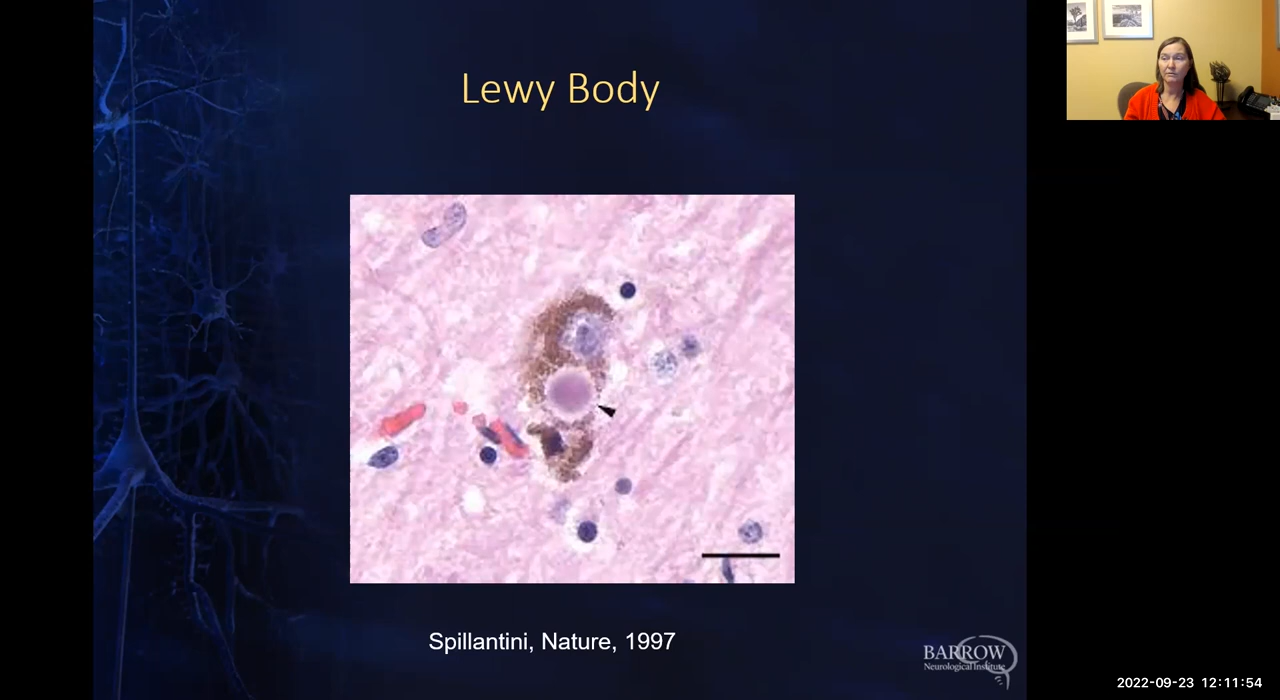 Lewy Body
Spillantini, Nature, 1997
BARROW
Neurological Institute
2022-09-23 12:11:54